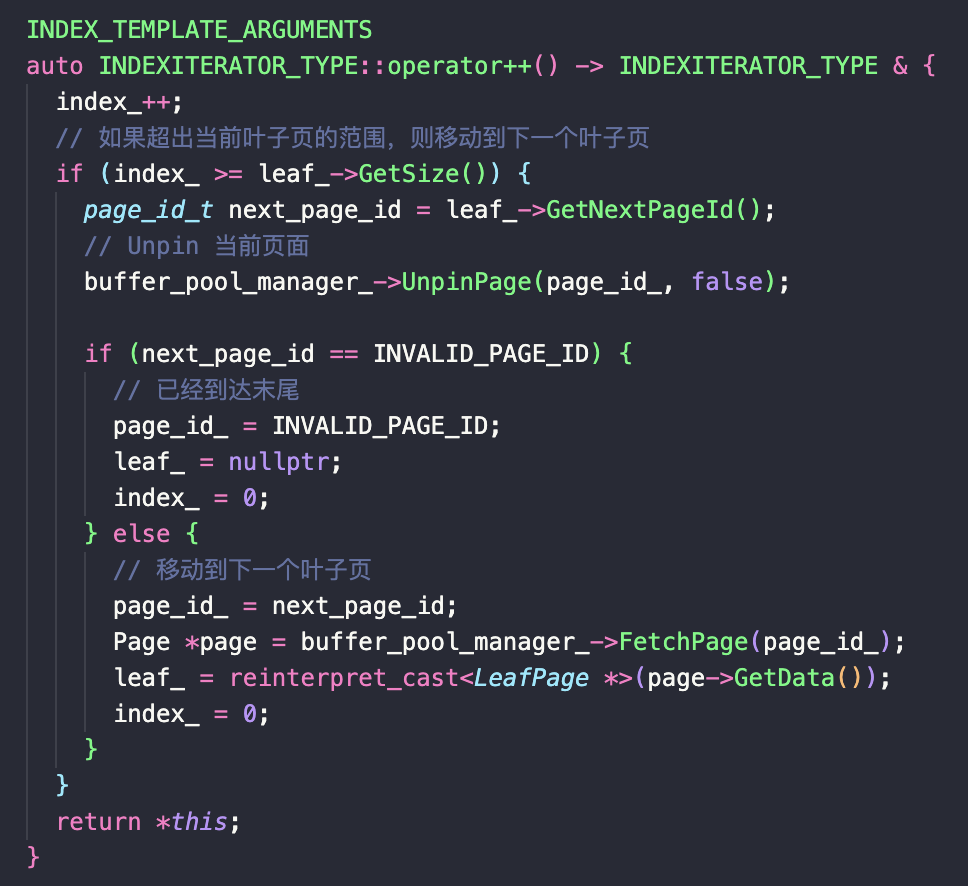 INDEX_TEMPLATE_ARGUMENTS
auto INDEXITERATOR_TYPE::operator++() -> INDEXITERATOR_TYPE & {
  index_++;
  // 如果超出当前叶子页的范围，则移动到下一个叶子页
  if (index_ >= leaf_->GetSize()) {
    page_id_t next_page_id = leaf_->GetNextPageId();
    // Unpin 当前页面
    buffer_pool_manager_->UnpinPage(page_id_, false);
    if (next_page_id == INVALID_PAGE_ID) {
      // 已经到达末尾
      page_id_ = INVALID_PAGE_ID;
      leaf_ = nullptr;
      index_ = 0;
    } else {
      // 移动到下一个叶子页
      page_id_ = next_page_id;
      Page *page = buffer_pool_manager_->FetchPage(page_id_);
      leaf_ = reinterpret_cast<LeafPage *>(page->GetData());
      index_ = 0;
    }
  }
  return *this;
}